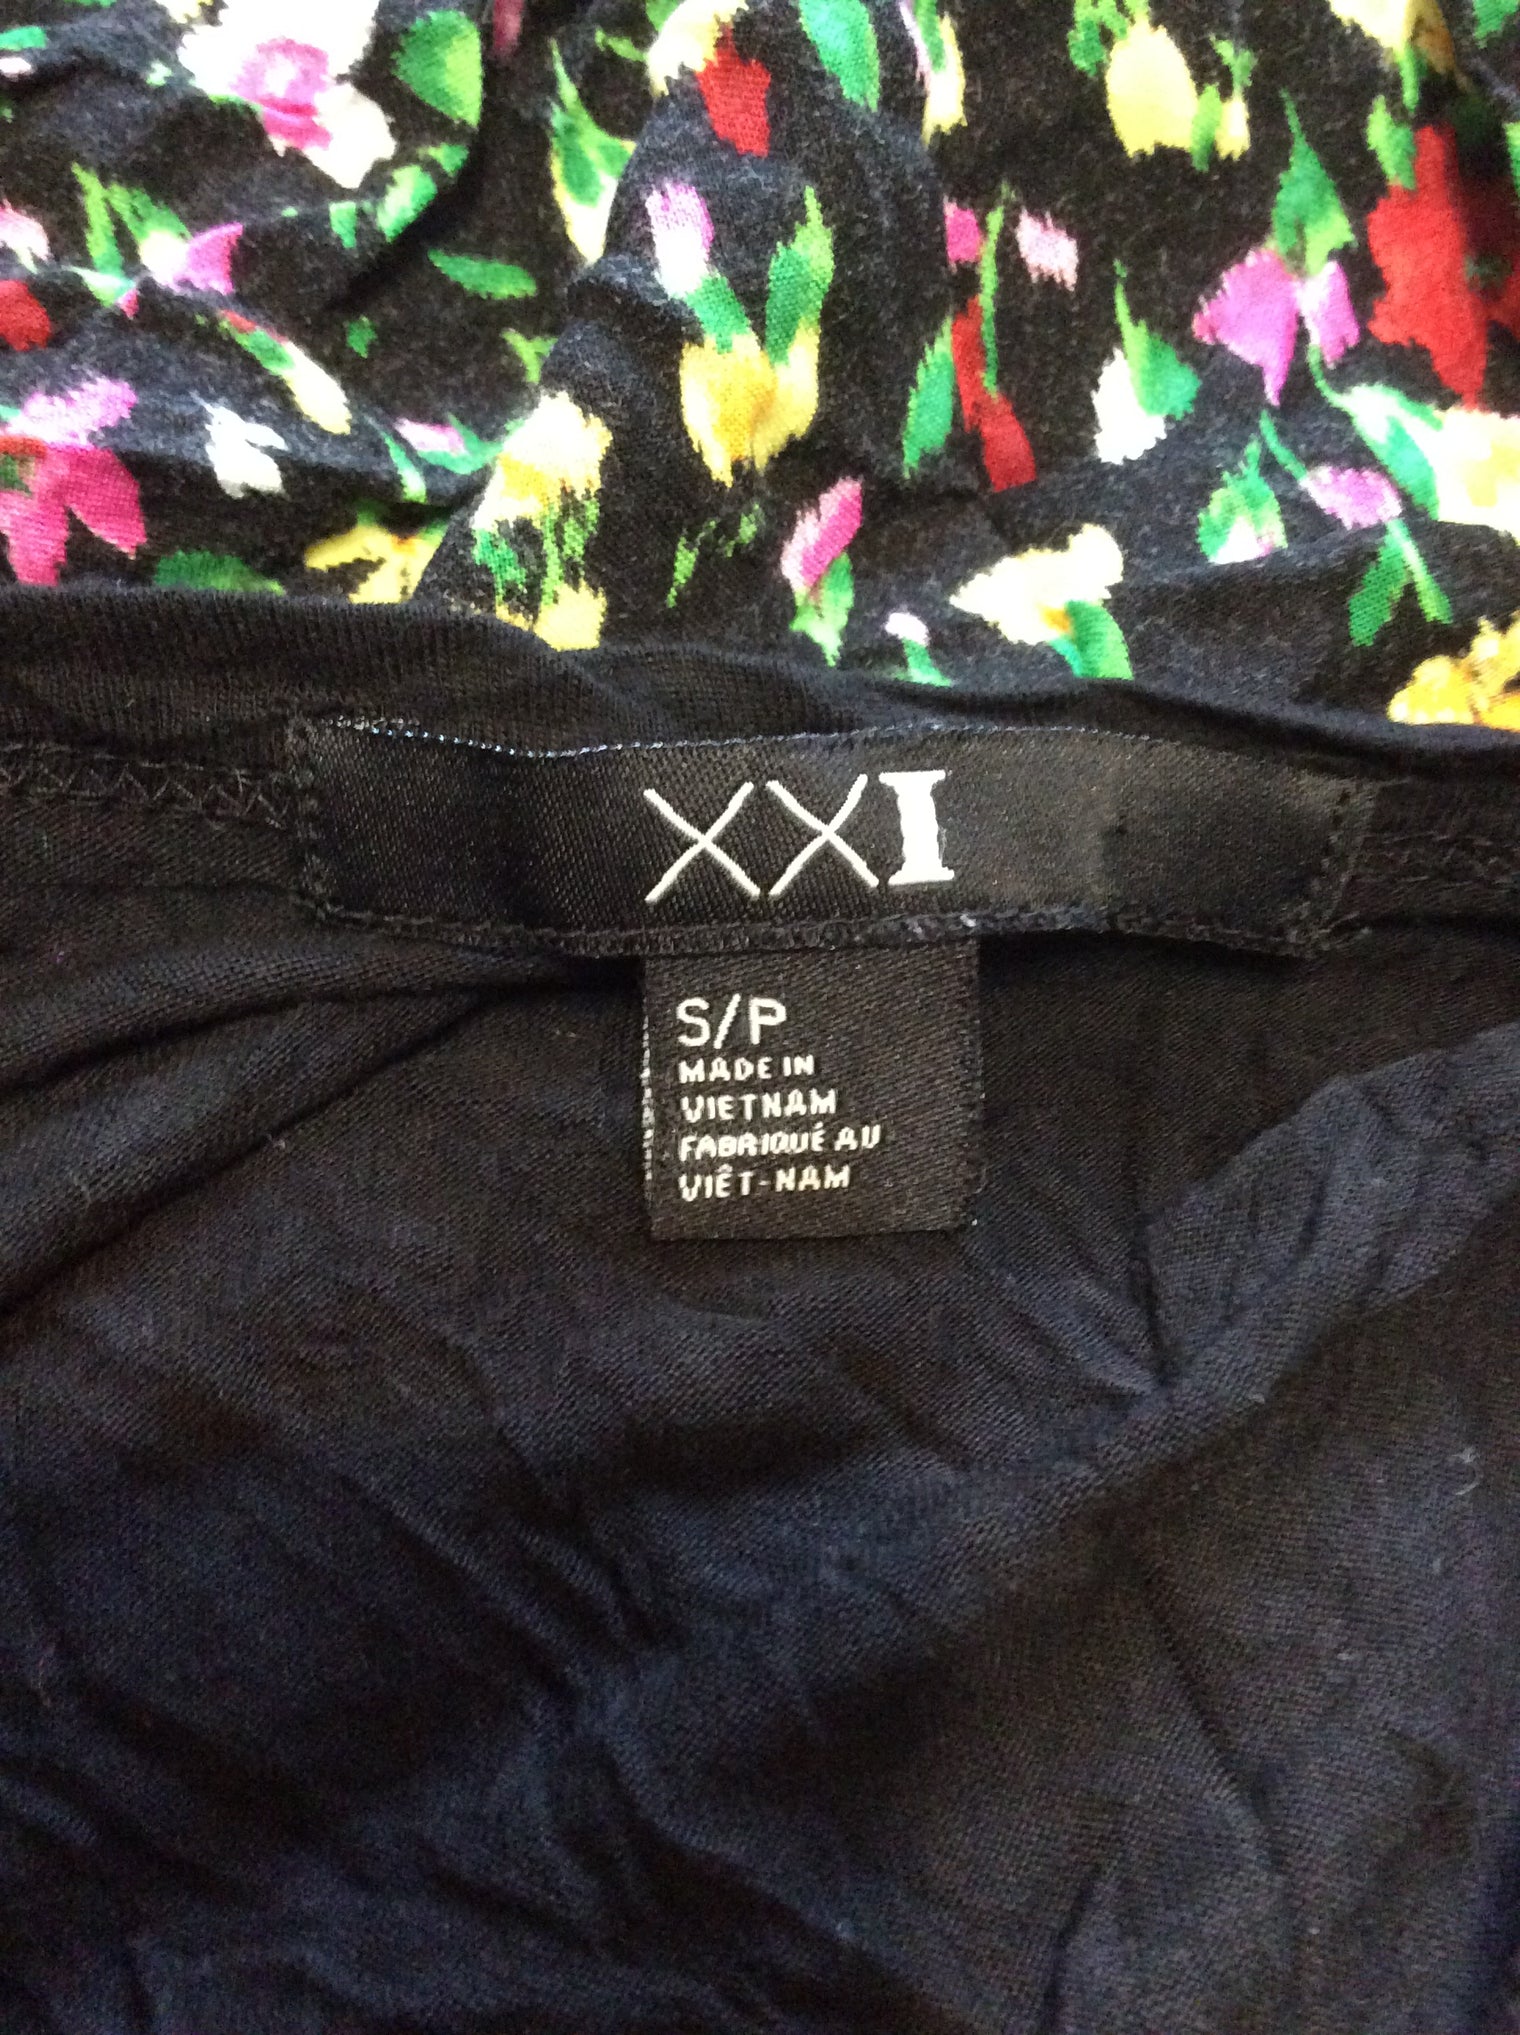 XXI
S/P
MADE IN
VIETNAM
FABRIQUÉ AU
VIÊT-NAM